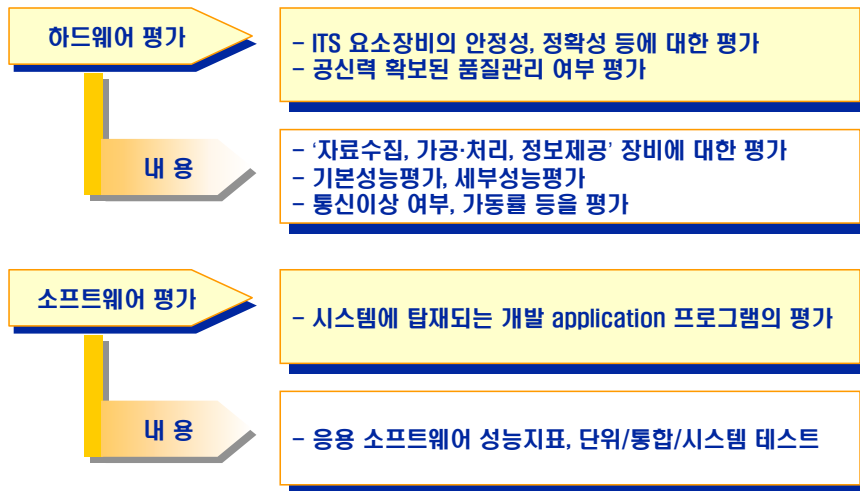 하드웨어 평가
- ITS 요소장비의 안정성, 정확성 등에 대한 평가
- 공신력 확보된 품질관리 여부 평가
내 용
- ‘자료수집, 가공·처리, 정보제공’ 장비에 대한 평가
- 기본성능평가, 세부성능평가
- 통신이상 여부, 가동률 등을 평가
소프트웨어 평가
- 시스템에 탑재되는 개발 application 프로그램의 평가
내 용
- 응용 소프트웨어 성능지표, 단위/통합/시스템 테스트